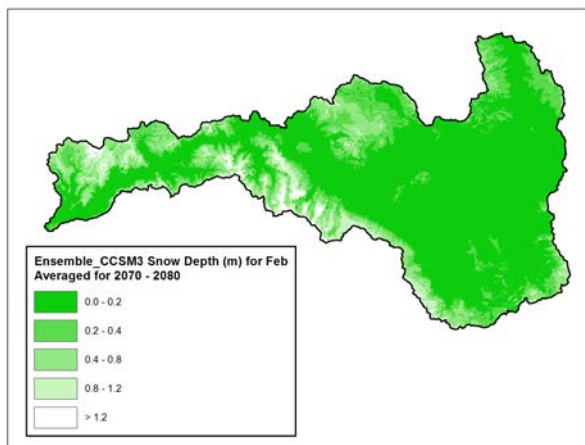 Ensemble_CCSM3 Snow Depth (m) for Feb
Averaged for 2070 - 2080
0.0 - 0.2
0.2 - 0.4
0.4 - 0.8
0.8 - 1.2
> 1.2